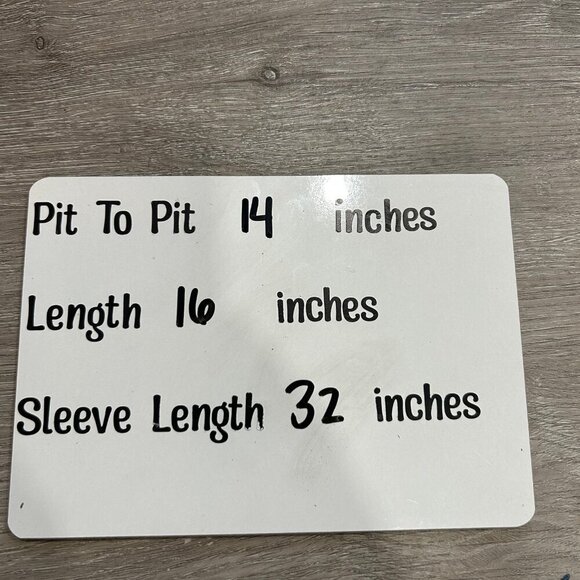 Pit To Pit 14 inches
Length 16 inches
Sleeve Length 32 inches